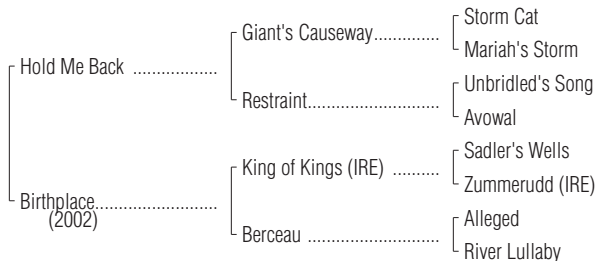 Storm Cat
Giant's Causeway..............
Mariah's Storm
Hold Me Back ..................
Unbridled's Song
Restraint............................
Avowal
Sadler's Wells
King of Kings (IRE) ..........
Zummerudd (IRE)
Birthplace..........................
(2002)
Alleged
Berceau ............................
River Lullaby